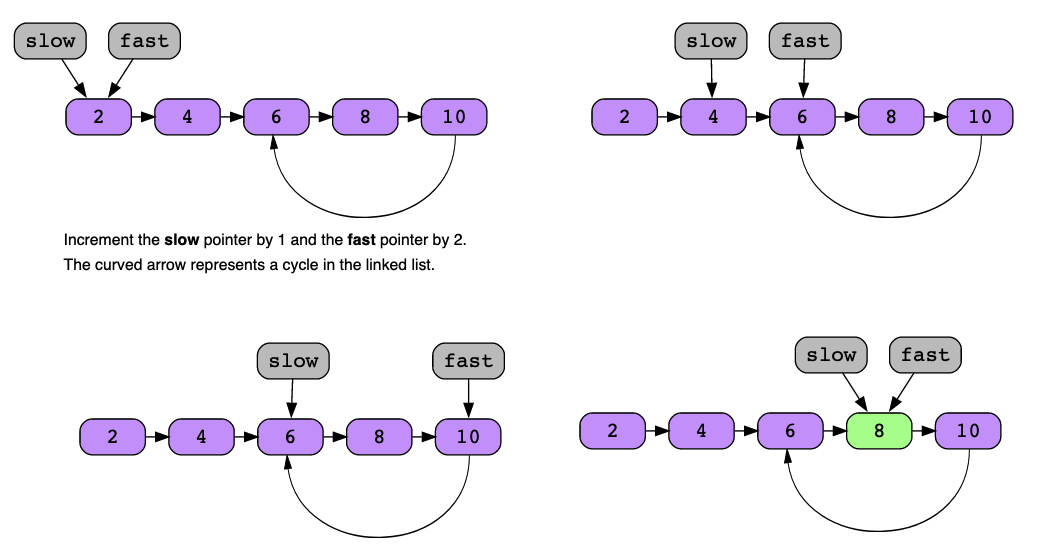 slow fast
2 4 6 8 10
slow fast
2 4 6 8 10
Increment the slow pointer by 1 and the fast pointer by 2.
The curved arrow represents a cycle in the linked list.
slow fast
2 4 6 8 10
slow fast
2 4 6 8 10